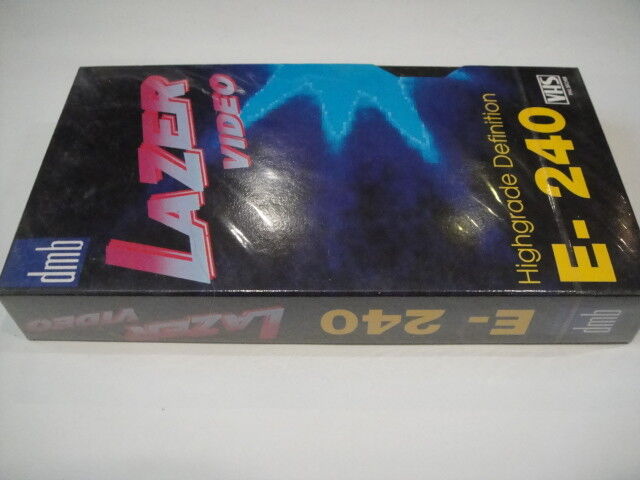 dmb
LAZER
VIDEO
Highgrade Definition
E- 240
VHS
LAZER
VIDEO
E- 240
dmb